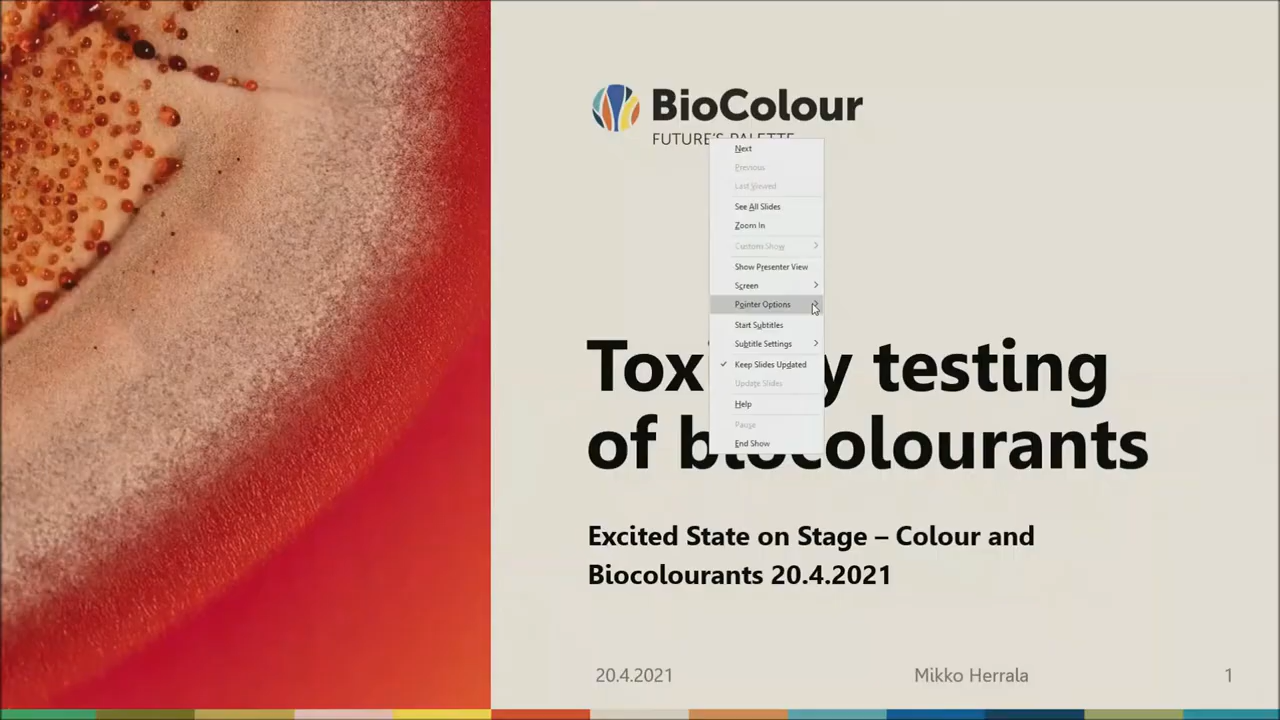 BioColour
FUTURE'S PALETTE
Next
Previous
Last Viewed
See All Slides
Zoom In
Custom Show
Show Presenter View
Screen
Pointer Options
Start Subtitles
Subtitle Settings
Keep Slides Updated
Update Slides
Help
Pause
End Show
Toxicity testing
of biocolourants
Excited State on Stage – Colour and
Biocolourants 20.4.2021
20.4.2021
Mikko Herrala
1